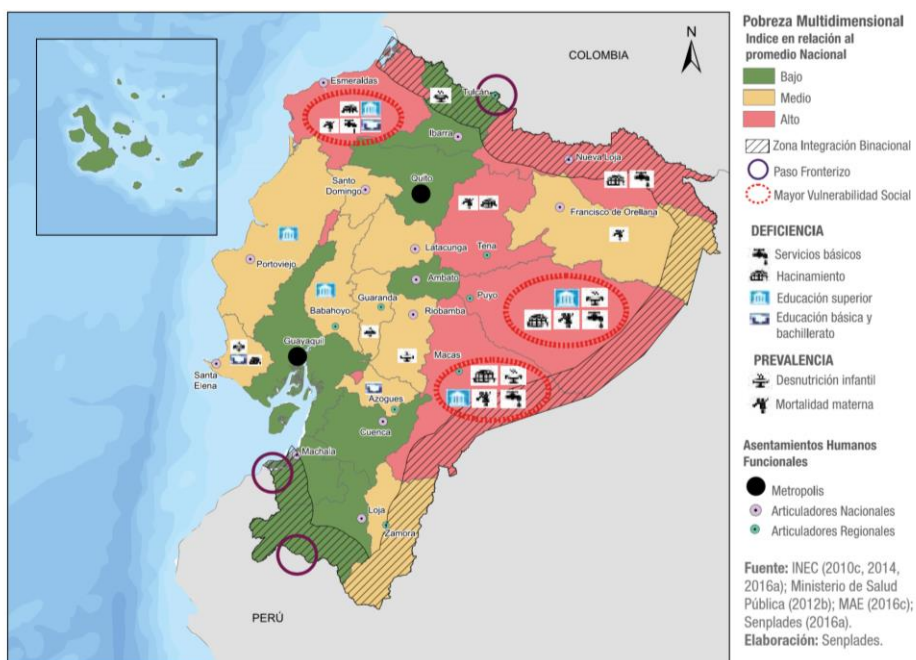 COLOMBIA
N
Esmeraldas
Tulcán
Ibarra
Nueva Loja
Santo
Domingo
Quito
Francisco de Orellana
Latacunga
Tena
Portoviejo
Ambato
Puyo
Guaranda
Babahoyo
Riobamba
Guayaquil
Macas
Santa
Elena
Azogues
Cuenca
Machala
Loja
Zamora
PERÚ
Pobreza Multidimensional
Indice en relación al
promedio Nacional
Bajo
Medio
Alto
Zona Integración Binacional
Paso Fronterizo
Mayor Vulnerabilidad Social
DEFICIENCIA
Servicios básicos
Hacinamiento
Educación superior
Educación básica y
bachillerato
PREVALENCIA
Desnutrición infantil
Mortalidad materna
Asentamientos Humanos
Funcionales
Metropolis
Articuladores Nacionales
Articuladores Regionales
Fuente: INEC (2010c, 2014,
2016a); Ministerio de Salud
Pública (2012b); MAE (2016c);
Senplades (2016a).
Elaboración: Senplades.